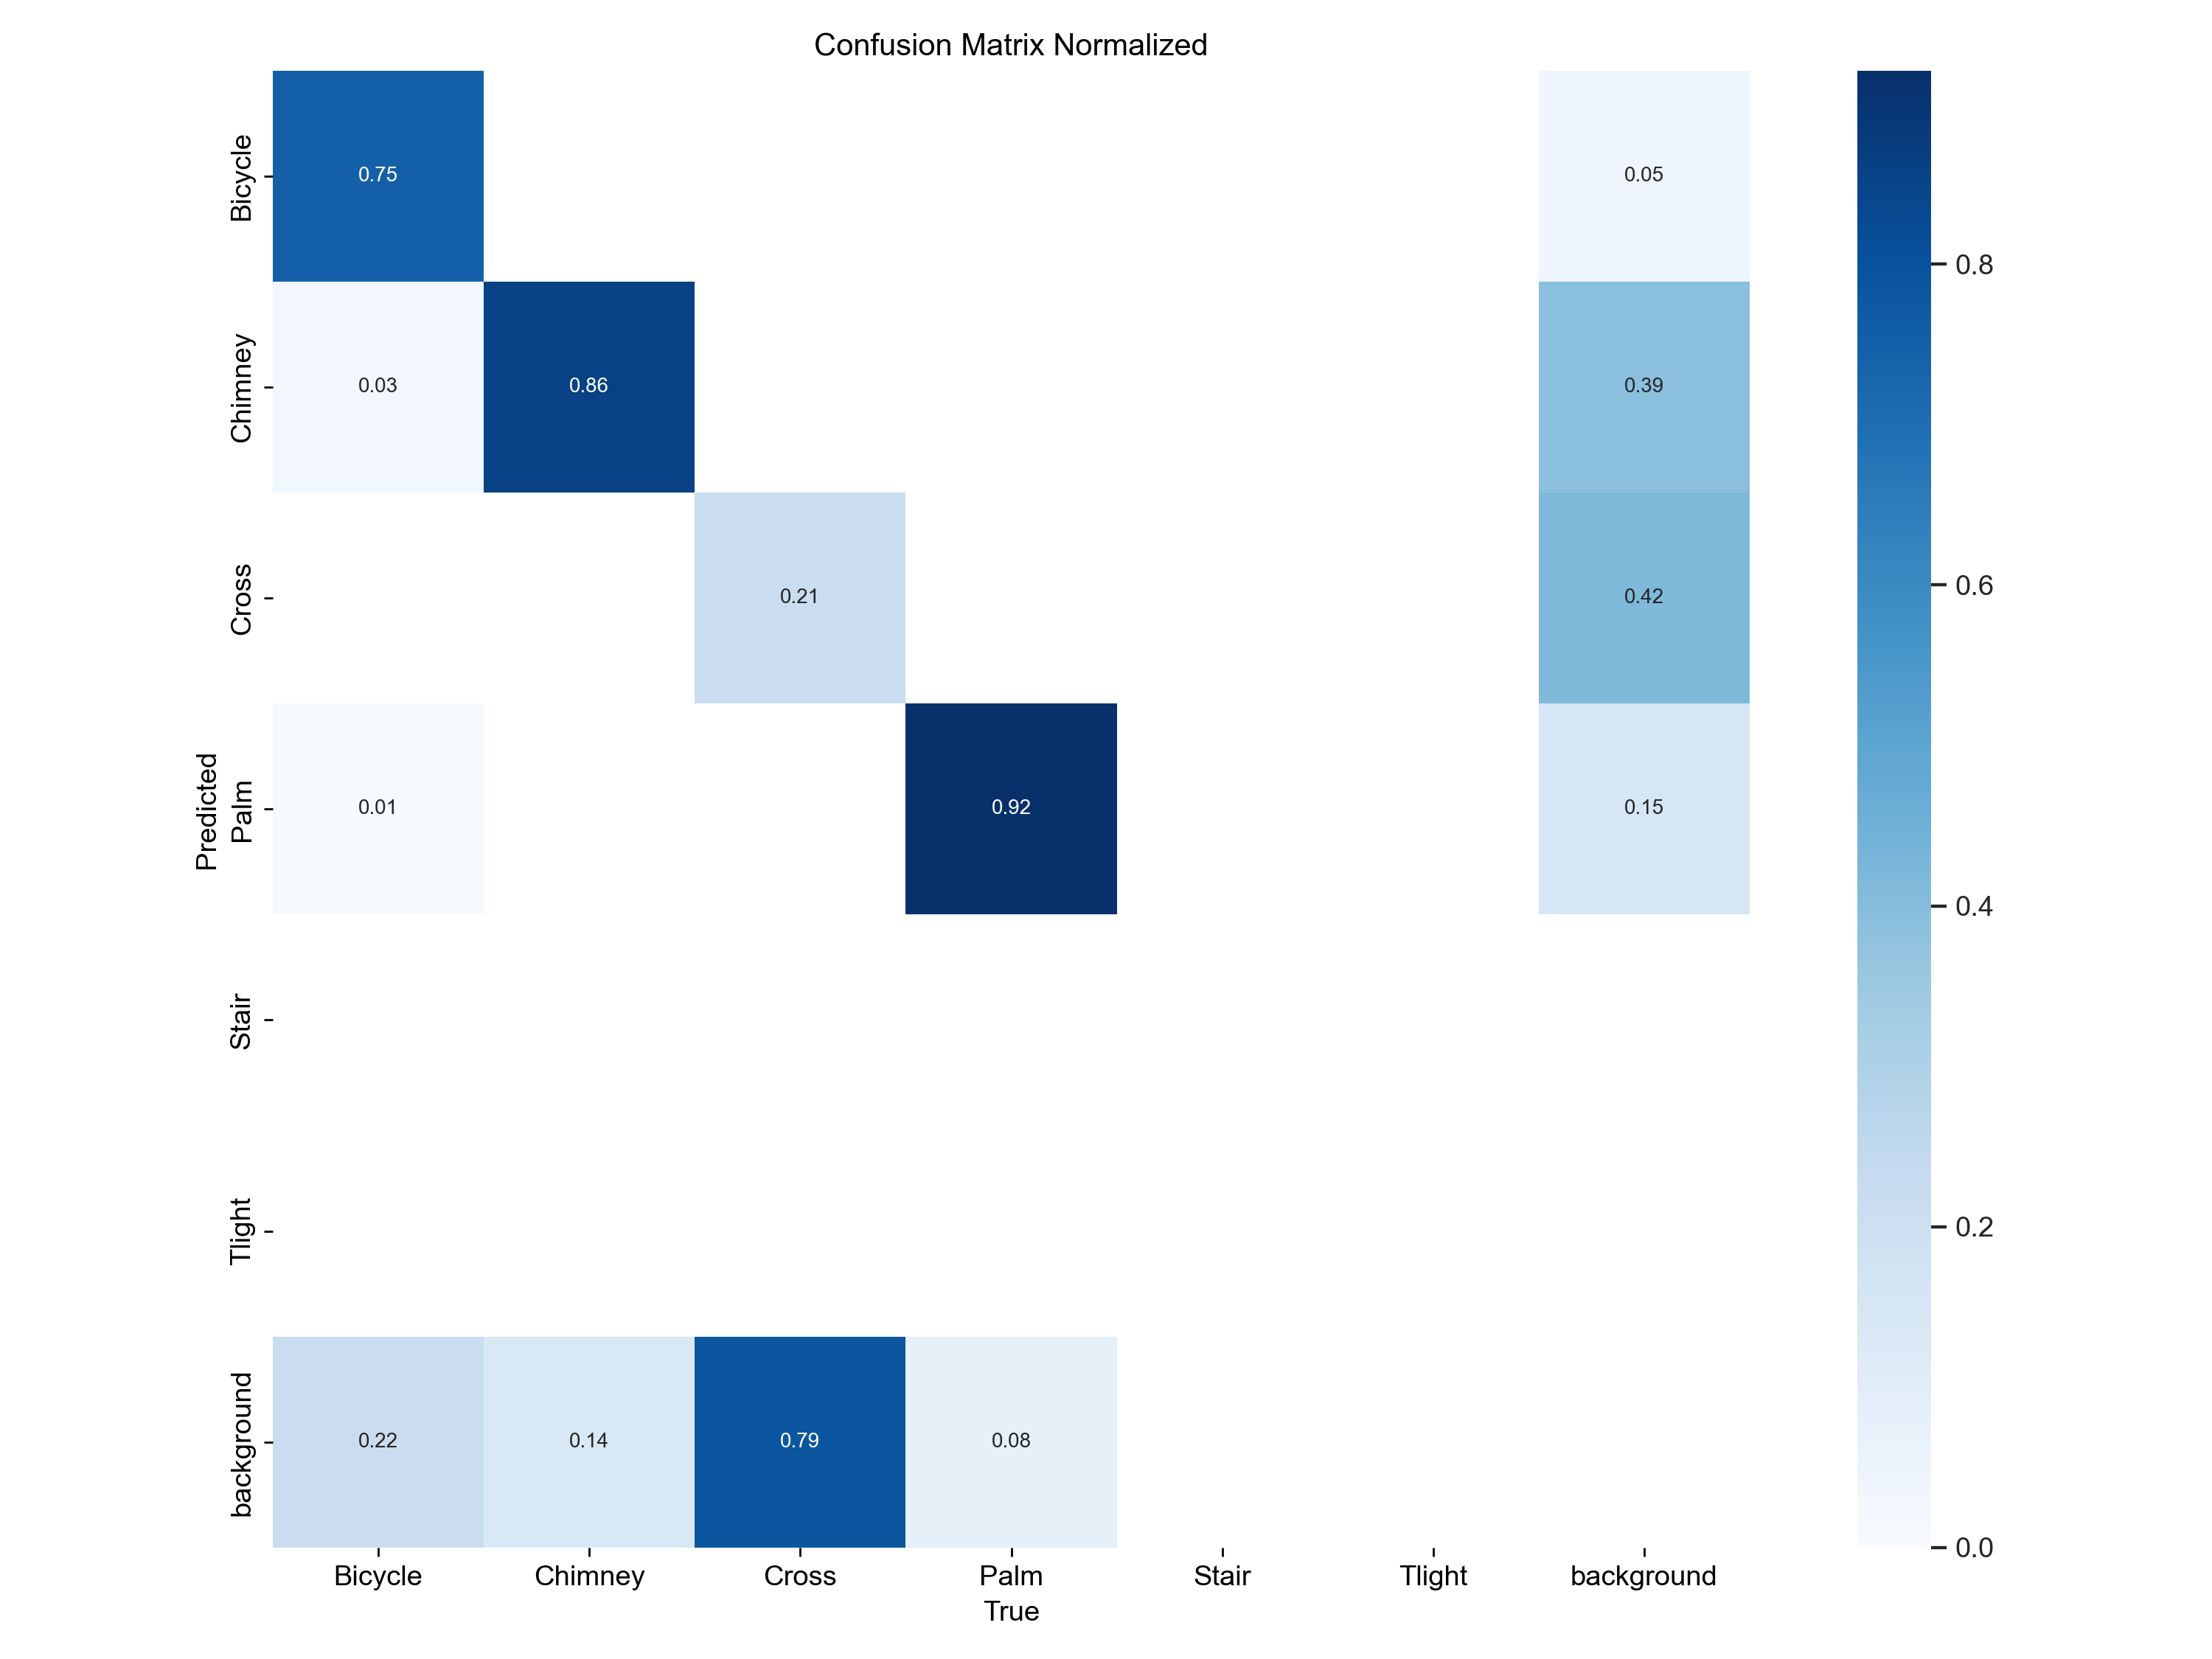 Confusion Matrix Normalized
Bicycle
0.75
0.05
0.8
Chimney
0.03
0.86
0.39
0.6
Cross
0.21
0.42
Predicted
Palm
0.01
0.92
0.15
0.4
Stair
Tlight
0.2
background
0.22
0.14
0.79
0.08
0.0
Bicycle
Chimney
Cross
Palm
Stair
Tlight
background
True